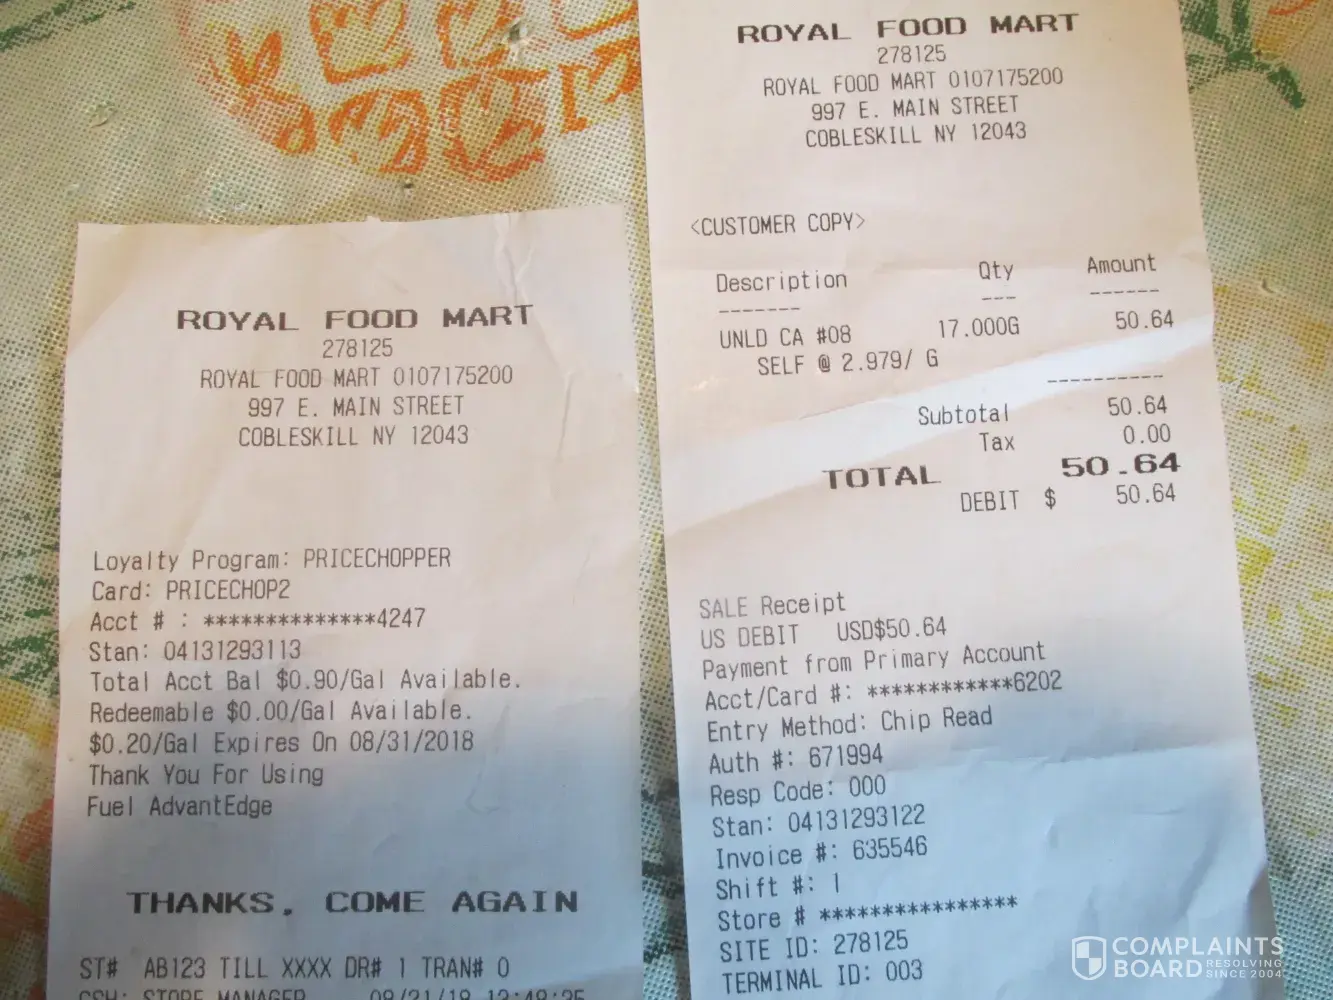 ROYAL FOOD MART
278125
ROYAL FOOD MART 0107175200
997 E. MAIN STREET
COBLESKILL NY 12043
Loyalty Program: PRICECHOPPER
Card: PRICECHOP2
Acct # : **************4247
Stan: 04131293113
Total Acct Bal $0.90/Gal Available.
Redeemable $0.00/Gal Available.
$0.20/Gal Expires On 08/31/2018
Thank You For Using
Fuel AdvantEdge
THANKS, COME AGAIN
ST# AB123 TILL XXXX DR# 1 TRAN# 0
CSH: STORE MANAGER
ROYAL FOOD MART
278125
ROYAL FOOD MART 0107175200
997 E. MAIN STREET
COBLESKILL NY 12043
<CUSTOMER COPY>
Description Qty Amount
------- --- ------
UNLD CA #08 17.000G 50.64
SELF @ 2.979/ G
----------
Subtotal 50.64
Tax 0.00
TOTAL 50.64
DEBIT $ 50.64
SALE Receipt
US DEBIT USD$50.64
Payment from Primary Account
Acct/Card #: ************6202
Entry Method: Chip Read
Auth #: 671994
Resp Code: 000
Stan: 04131293122
Invoice #: 635546
Shift #: 1
Store # ****************
SITE ID: 278125
TERMINAL ID: 003
COMPLAINTS
BOARD RESOLVING SINCE 2004